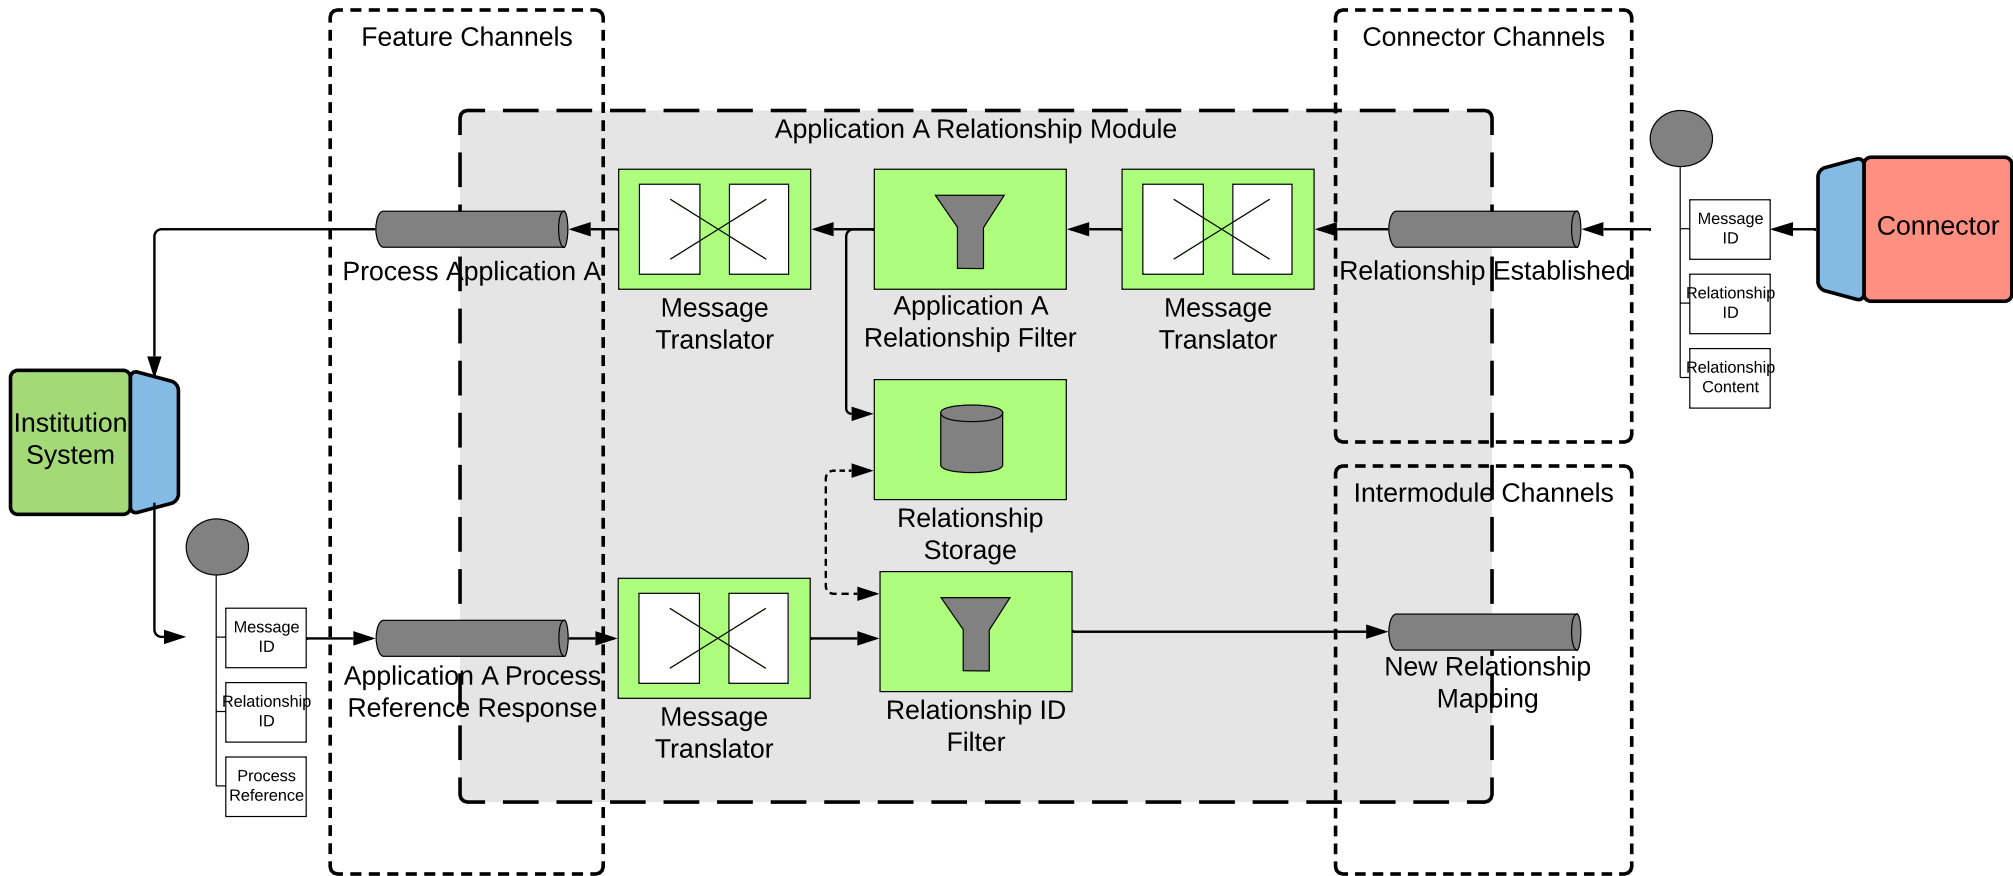 Feature Channels
Connector Channels
Application A Relationship Module
Message
ID
Relationship
ID
Relationship
Content
Connector
Process Application A
Message
Translator
Application A
Relationship Filter
Message
Translator
Relationship Established
Institution
System
Relationship
Storage
Intermodule Channels
Message
ID
Relationship
ID
Process
Reference
Application A Process
Reference Response
Message
Translator
Relationship ID
Filter
New Relationship
Mapping